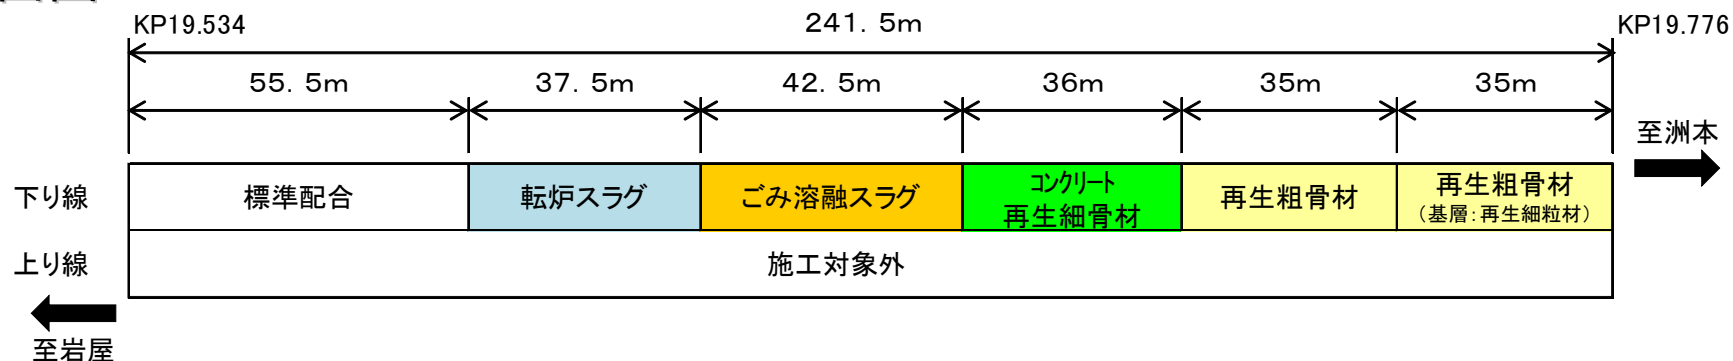 KP19.534
241．5m
KP19.776
55．5m
37．5m
42．5m
36m
35m
35m
至洲本
下り線
標準配合
転炉スラグ
ごみ溶融スラグ
ｺﾝｸﾘｰﾄ
再生細骨材
再生粗骨材
再生粗骨材
（基層：再生細粒材）
上り線
施工対象外
至岩屋